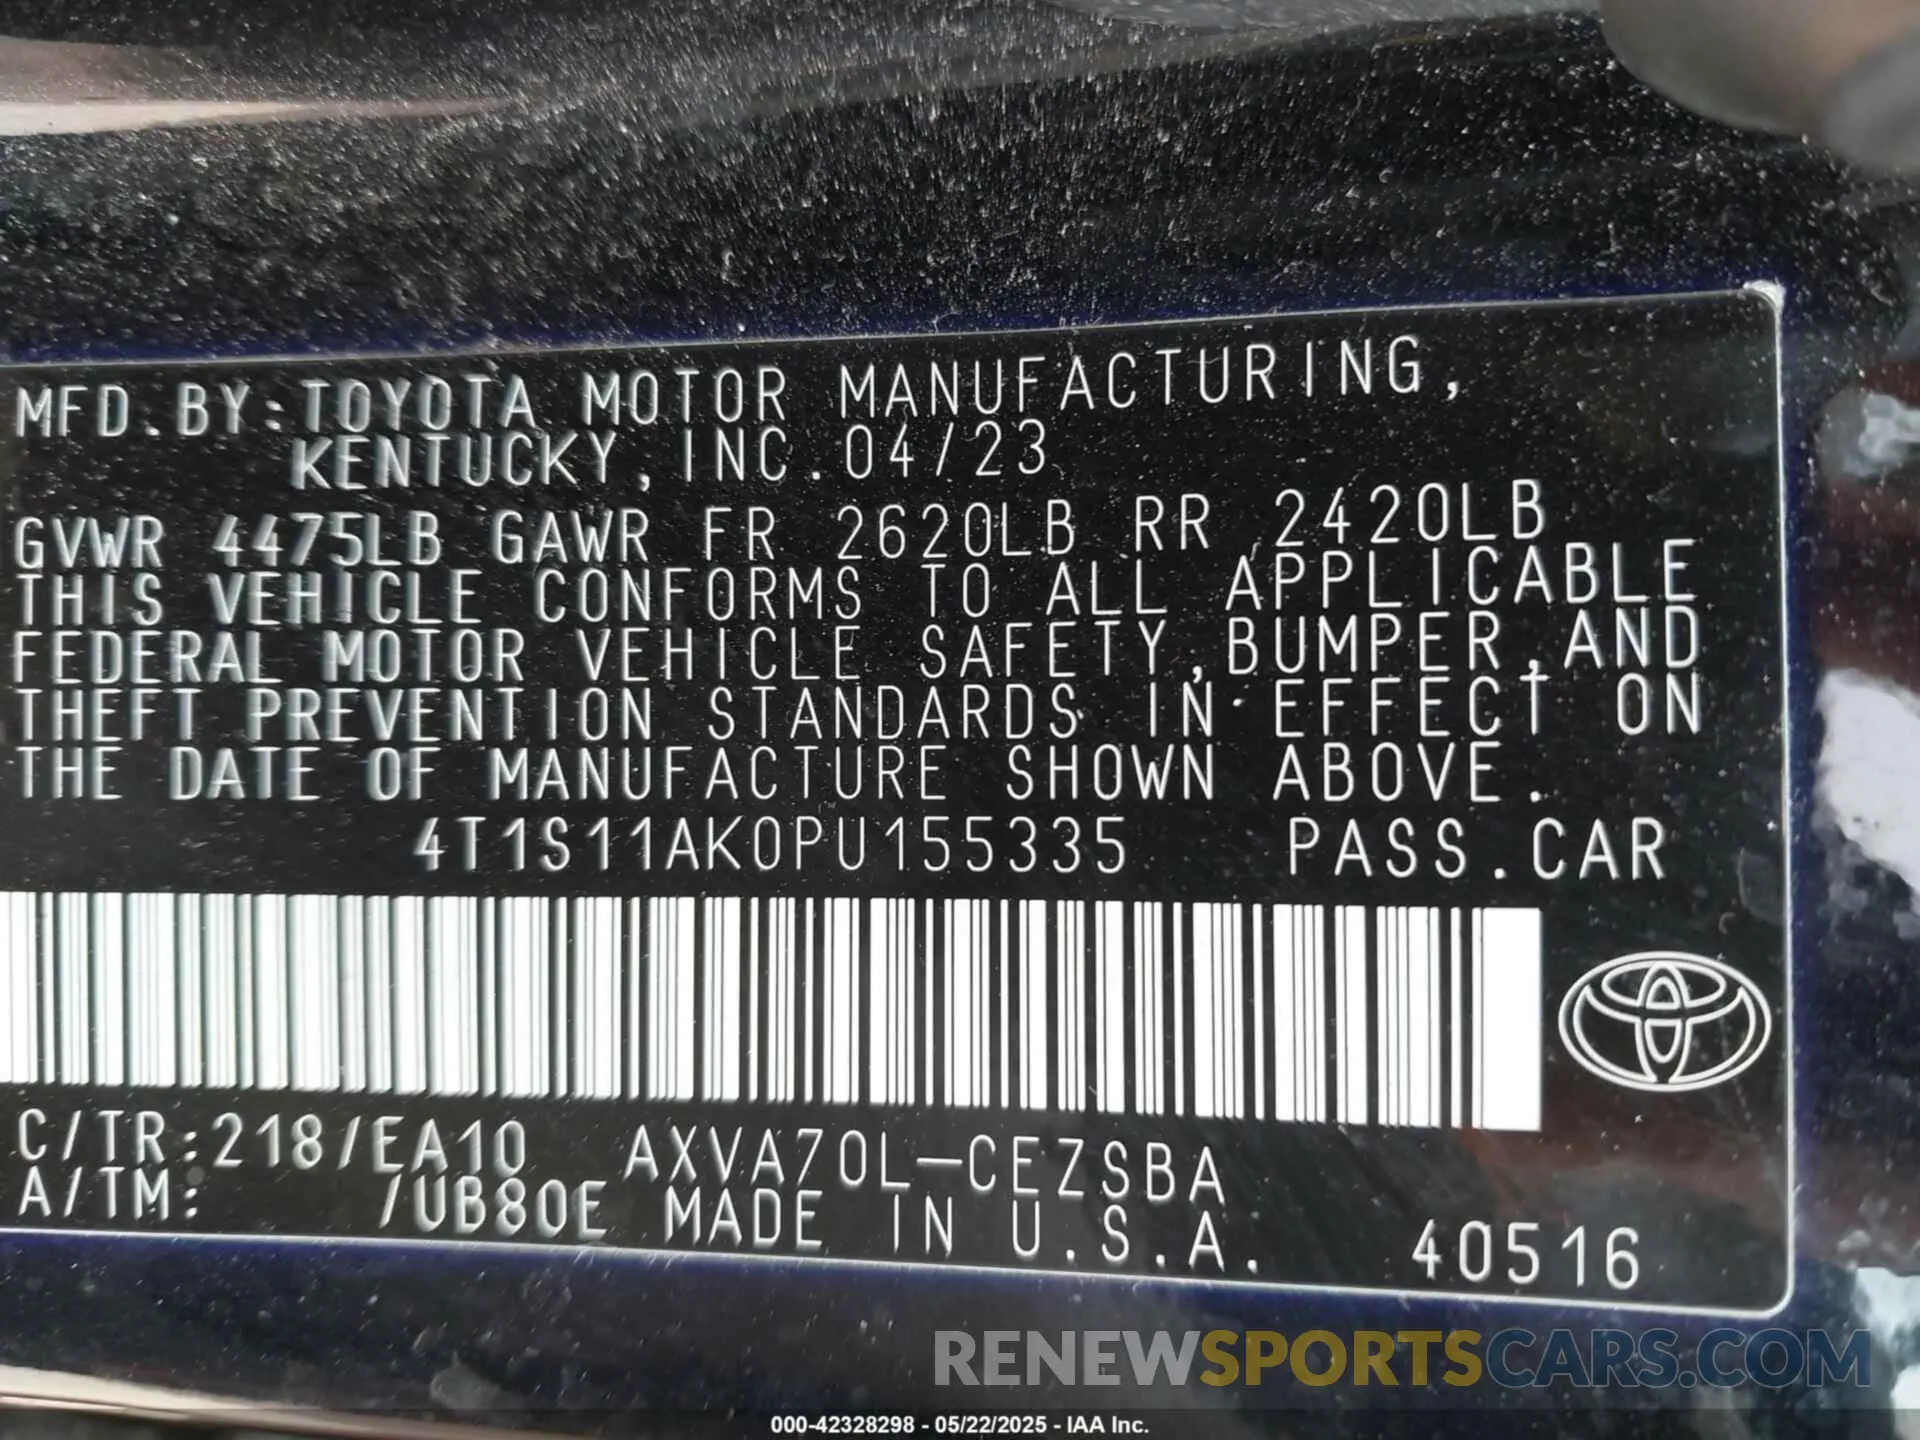 MFD.BY:TOYOTA MOTOR MANUFACTURING,
KENTUCKY, INC.04/23
GVWR 4475LB GAWR FR 2620LB RR 2420LB
THIS VEHICLE CONFORMS TO ALL APPLICABLE
FEDERAL MOTOR VEHICLE SAFETY,BUMPER,AND
THEFT PREVENTION STANDARDS IN EFFECT ON
THE DATE OF MANUFACTURE SHOWN ABOVE.
4T1S11AK0PU155335 PASS.CAR
C/TR:218/EA10 AXVA70L-CEZSBA
A/TM: /UB80E MADE IN U.S.A. 40516
RENEWSPORTSCARS.COM
000-42328298 - 05/22/2025 - IAA Inc.